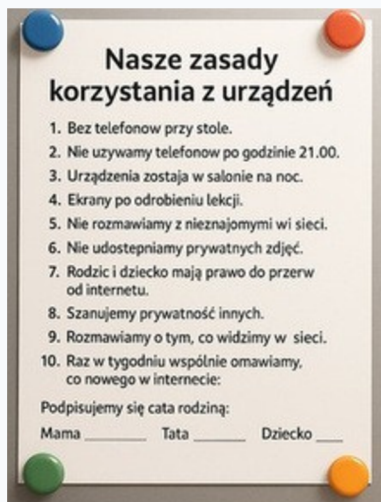 Nasze zasady
korzystania z urządzeń
1. Bez telefonow przy stole.
2. Nie uzywamy telefonow po godzinie 21.00.
3. Urządzenia zostaja w salonie na noc.
4. Ekrany po odrobieniu lekcji.
5. Nie rozmawiamy z nieznajomymi wi sieci.
6. Nie udostepniamy prywatnych zdjęć.
7. Rodzic i dziecko mają prawo do przerw
od internetu.
8. Szanujemy prywatność innych.
9. Rozmawiamy o tym, co widzimy w sieci.
10. Raz w tygodniu wspólnie omawiamy,
co nowego w internecie:
Podpisujemy się cata rodziną:
Mama ______ Tata ______ Dziecko ___